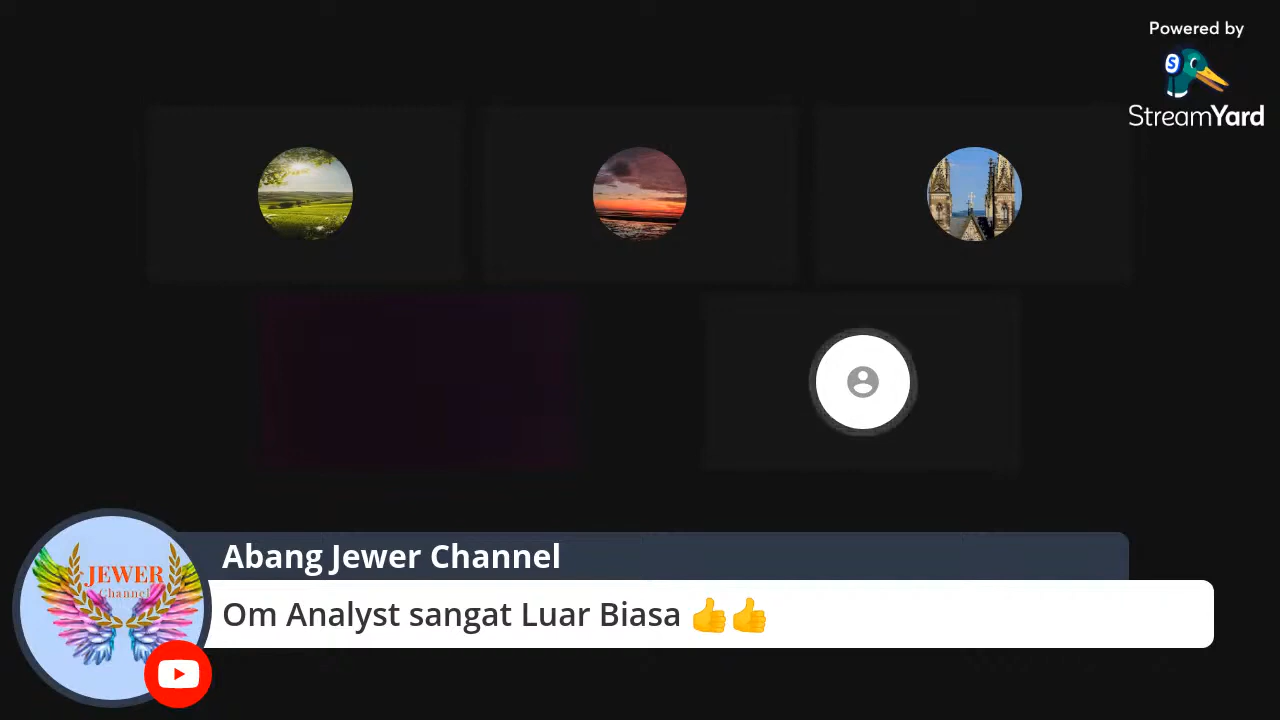 Powered by
S
StreamYard
Abang Jewer Channel
JEWER
Channel
Om Analyst sangat Luar Biasa 👍👍